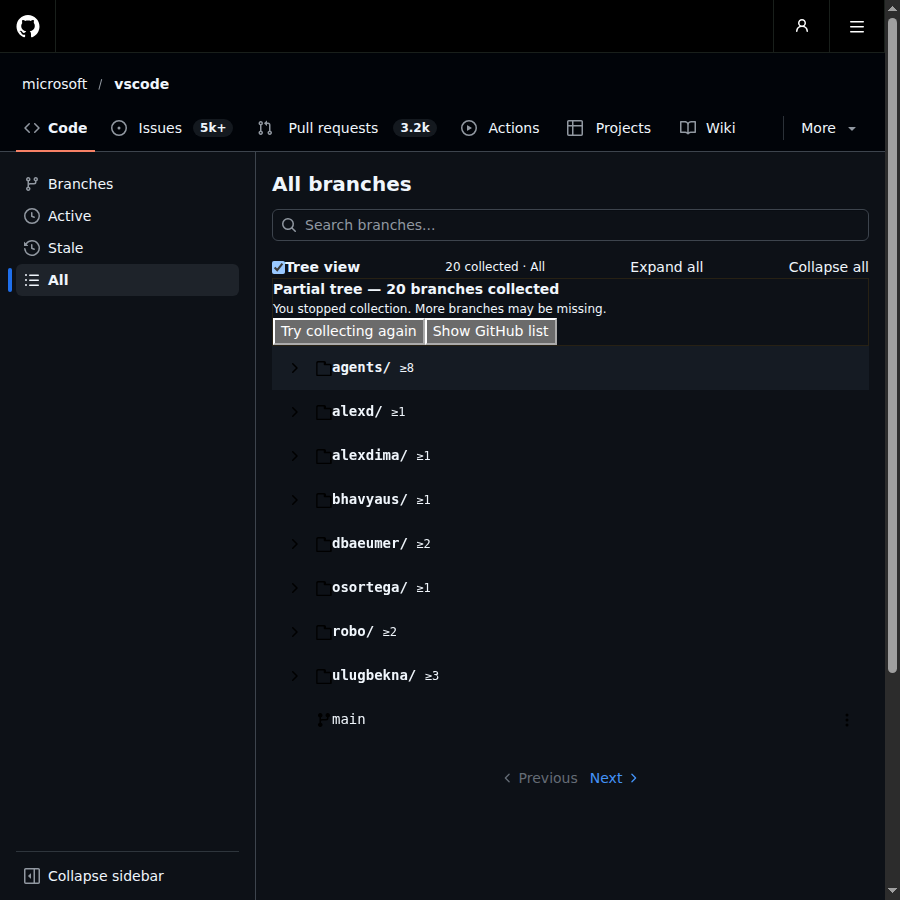 microsoft / vscode
Code Issues 5k+ Pull requests 3.2k Actions Projects Wiki More
Branches
Active
Stale
All
All branches
Search branches...
Tree view 20 collected · All Expand all Collapse all
Partial tree — 20 branches collected
You stopped collection. More branches may be missing.
Try collecting again Show GitHub list
agents/ ≥8
alexd/ ≥1
alexdima/ ≥1
bhavyaus/ ≥1
dbaeumer/ ≥2
osortega/ ≥1
robo/ ≥2
ulugbekna/ ≥3
main
Previous Next
Collapse sidebar